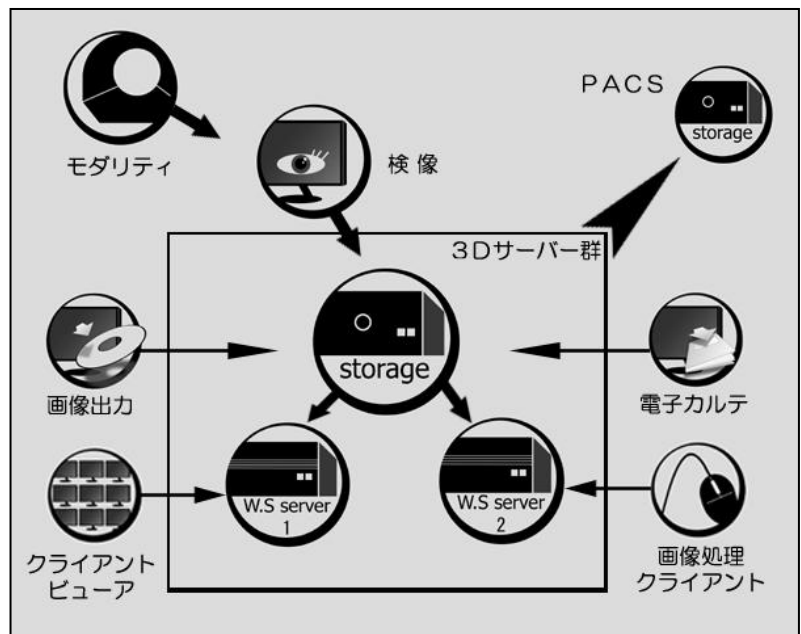 PACS
storage
モダリティ
検像
3Dサーバー群
storage
画像出力
電子カルテ
W.S server
1
W.S server
2
クライアント
ビューア
画像処理
クライアント